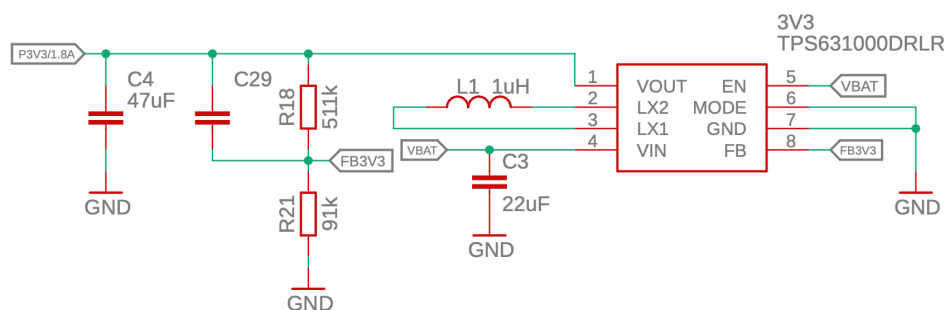 3V3
TPS631000DRLR
P3V3/1.8A
C4
47uF
C29
R18
511k
L1
1uH
1
VOUT
EN
5
VBAT
2
LX2
MODE
6
3
LX1
GND
7
VBAT
4
VIN
FB
8
FB3V3
FB3V3
C3
22uF
R21
91k
GND
GND
GND
GND